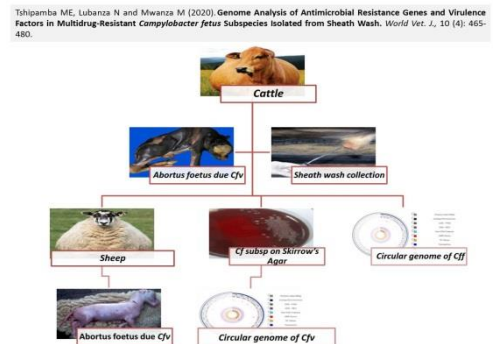 Tshipamba ME, Lubanza N and Mwanza M (2020). Genome Analysis of Antimicrobial Resistance Genes and Virulence
Factors in Multidrug-Resistant Campylobacter fetus Subspecies Isolated from Sheath Wash. World Vet. J., 10 (4): 465-
480.
Cattle
Abortus foetus due Cfv
Sheath wash collection
Sheep
Cf subsp on Skirrow's
Agar
Circular genome of Cff
Abortus foetus due Cfv
Circular genome of Cfv